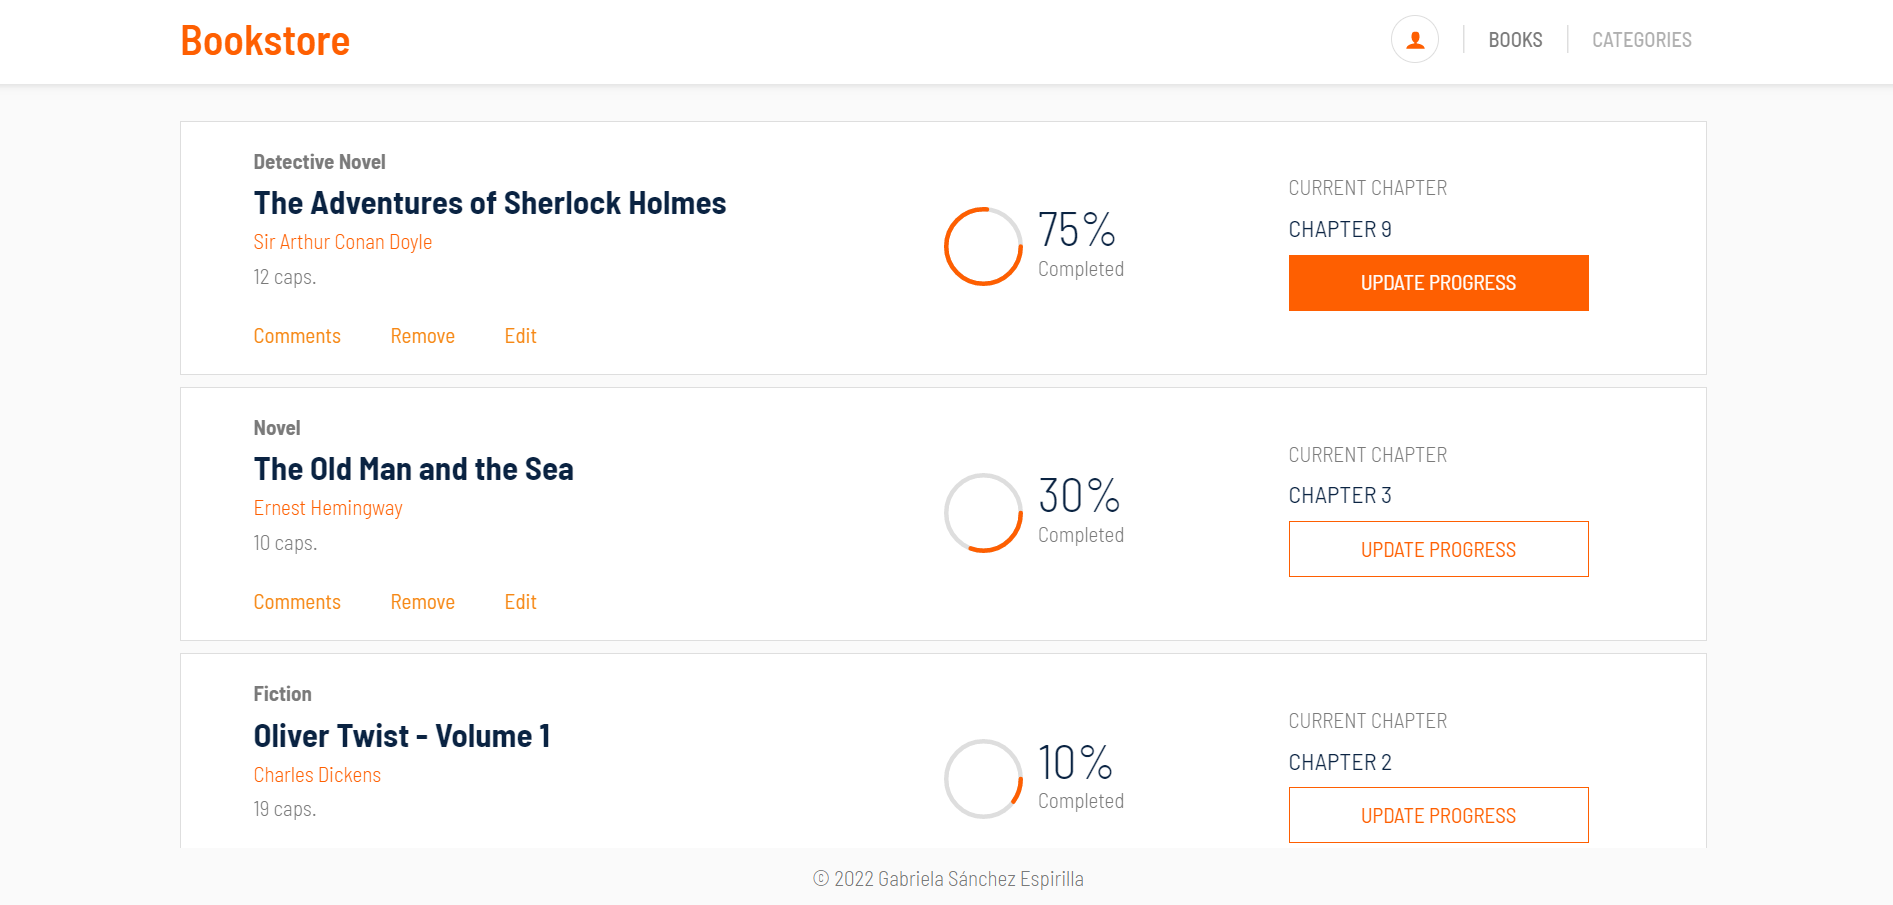 Bookstore
BOOKS
CATEGORIES
Detective Novel
The Adventures of Sherlock Holmes
Sir Arthur Conan Doyle
12 caps.
Comments
Remove
Edit
75%
Completed
CURRENT CHAPTER
CHAPTER 9
UPDATE PROGRESS
Novel
The Old Man and the Sea
Ernest Hemingway
10 caps.
Comments
Remove
Edit
30%
Completed
CURRENT CHAPTER
CHAPTER 3
UPDATE PROGRESS
Fiction
Oliver Twist - Volume 1
Charles Dickens
19 caps.
10%
Completed
CURRENT CHAPTER
CHAPTER 2
UPDATE PROGRESS
© 2022 Gabriela Sánchez Espirilla